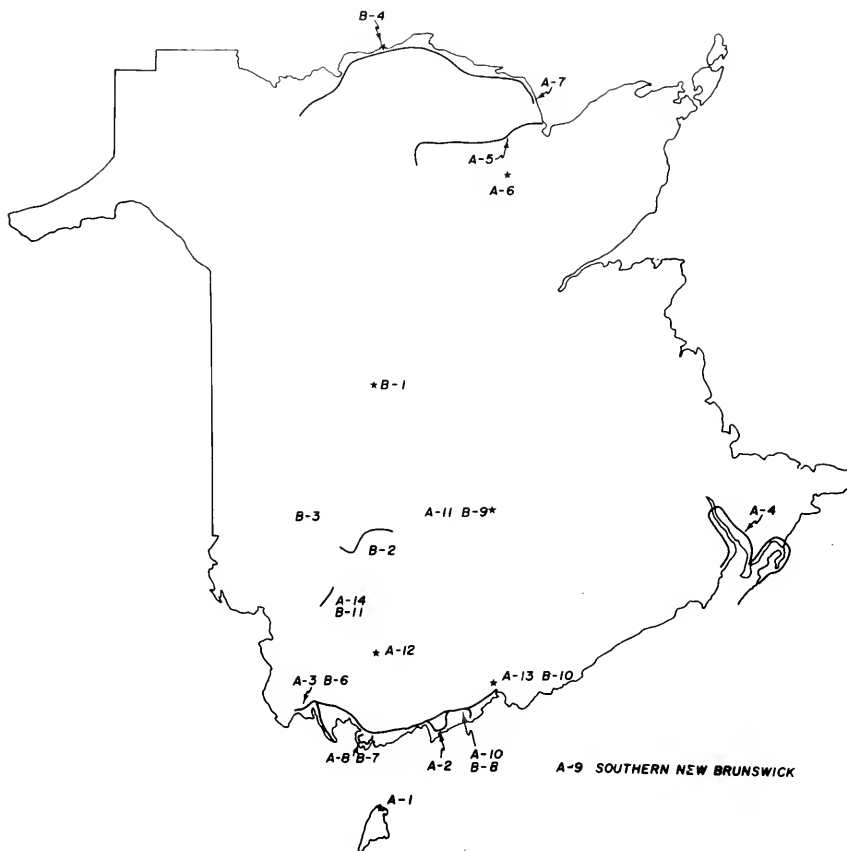 B-4
A-7
A-5
A-6
B-1
B-3
A-11 B-9
A-4
B-2
A-14
B-11
A-12
A-3 B-6
A-13 B-10
A-8 B-7
A-2
A-10
B-8
A-9 SOUTHERN NEW BRUNSWICK
A-1